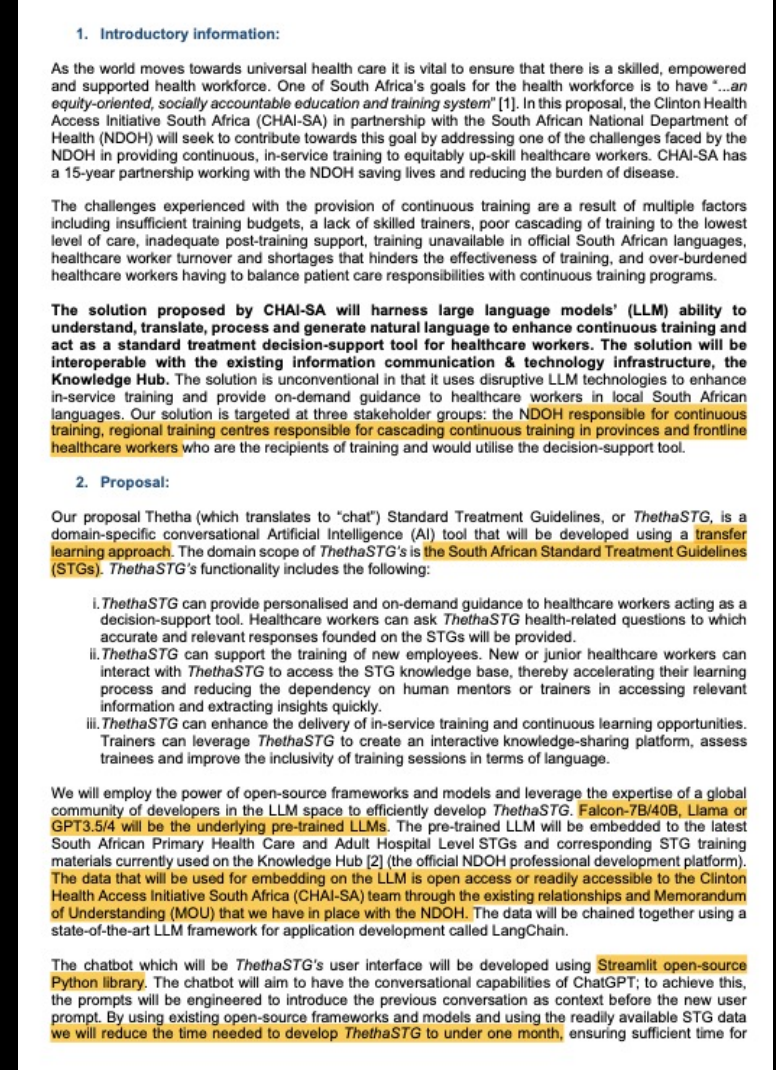 1. Introductory information:
As the world moves towards universal health care it is vital to ensure that there is a skilled, empowered
and supported health workforce. One of South Africa's goals for the health workforce is to have "...an
equity-oriented, socially accountable education and training system" [1]. In this proposal, the Clinton Health
Access Initiative South Africa (CHAI-SA) in partnership with the South African National Department of
Health (NDOH) will seek to contribute towards this goal by addressing one of the challenges faced by the
NDOH in providing continuous, in-service training to equitably up-skill healthcare workers. CHAI-SA has
a 15-year partnership working with the NDOH saving lives and reducing the burden of disease.
The challenges experienced with the provision of continuous training are a result of multiple factors
including insufficient training budgets, a lack of skilled trainers, poor cascading of training to the lowest
level of care, inadequate post-training support, training unavailable in official South African languages,
healthcare worker turnover and shortages that hinders the effectiveness of training, and over-burdened
healthcare workers having to balance patient care responsibilities with continuous training programs.
The solution proposed by CHAI-SA will harness large language models' (LLM) ability to
understand, translate, process and generate natural language to enhance continuous training and
act as a standard treatment decision-support tool for healthcare workers. The solution will be
interoperable with the existing information communication & technology infrastructure, the
Knowledge Hub. The solution is unconventional in that it uses disruptive LLM technologies to enhance
in-service training and provide on-demand guidance to healthcare workers in local South African
languages. Our solution is targeted at three stakeholder groups: the NDOH responsible for continuous
training, regional training centres responsible for cascading continuous training in provinces and frontline
healthcare workers who are the recipients of training and would utilise the decision-support tool.
2. Proposal:
Our proposal Thetha (which translates to "chat") Standard Treatment Guidelines, or ThethaSTG, is a
domain-specific conversational Artificial Intelligence (AI) tool that will be developed using a transfer
learning approach. The domain scope of ThethaSTG's is the South African Standard Treatment Guidelines
(STGs). ThethaSTG's functionality includes the following:
i. ThethaSTG can provide personalised and on-demand guidance to healthcare workers acting as a
decision-support tool. Healthcare workers can ask ThethaSTG health-related questions to which
accurate and relevant responses founded on the STGs will be provided.
ii. ThethaSTG can support the training of new employees. New or junior healthcare workers can
interact with ThethaSTG to access the STG knowledge base, thereby accelerating their learning
process and reducing the dependency on human mentors or trainers in accessing relevant
information and extracting insights quickly.
iii. ThethaSTG can enhance the delivery of in-service training and continuous learning opportunities.
Trainers can leverage ThethaSTG to create an interactive knowledge-sharing platform, assess
trainees and improve the inclusivity of training sessions in terms of language.
We will employ the power of open-source frameworks and models and leverage the expertise of a global
community of developers in the LLM space to efficiently develop ThethaSTG. Falcon-7B/40B, Llama or
GPT3.5/4 will be the underlying pre-trained LLMs. The pre-trained LLM will be embedded to the latest
South African Primary Health Care and Adult Hospital Level STGs and corresponding STG training
materials currently used on the Knowledge Hub [2] (the official NDOH professional development platform).
The data that will be used for embedding on the LLM is open access or readily accessible to the Clinton
Health Access Initiative South Africa (CHAI-SA) team through the existing relationships and Memorandum
of Understanding (MOU) that we have in place with the NDOH. The data will be chained together using a
state-of-the-art LLM framework for application development called LangChain.
The chatbot which will be ThethaSTG's user interface will be developed using Streamlit open-source
Python library. The chatbot will aim to have the conversational capabilities of ChatGPT; to achieve this,
the prompts will be engineered to introduce the previous conversation as context before the new user
prompt. By using existing open-source frameworks and models and using the readily available STG data
we will reduce the time needed to develop ThethaSTG to under one month, ensuring sufficient time for